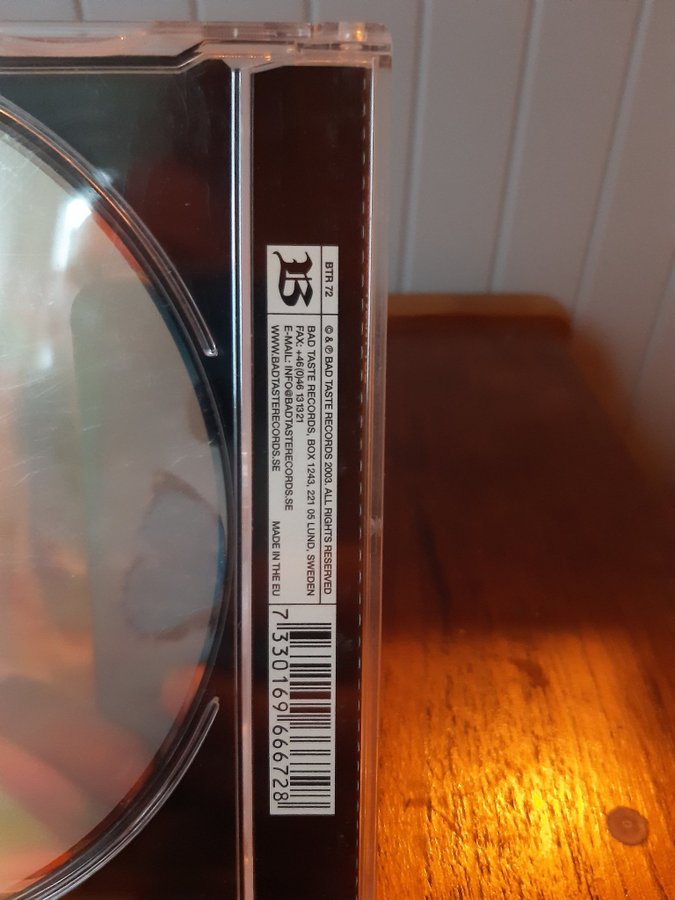 B
BTR 72
© & ℗ BAD TASTE RECORDS 2003. ALL RIGHTS RESERVED
BAD TASTE RECORDS, BOX 1243, 221 05 LUND, SWEDEN
FAX: +46(0)46 131321
E-MAIL: INFO@BADTASTERECORDS.SE
WWW.BADTASTERECORDS.SE MADE IN THE EU
7 330169 666728